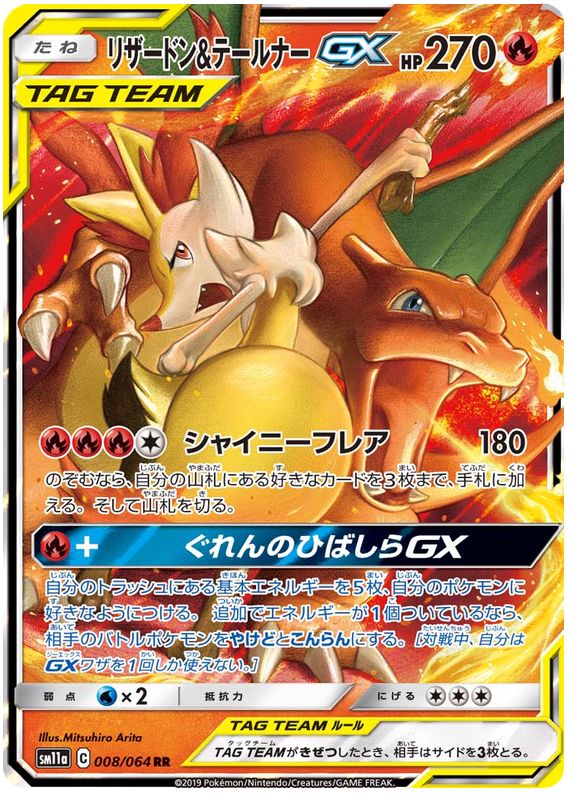 たね リザードン&テールナー GX HP 270
TAG TEAM
シャイニーフレア 180
のぞむなら、自分の山札にある好きなカードを3枚まで、手札に加
える。そして山札を切る。
+ ぐれんのひばしらGX
自分のトラッシュにある基本エネルギーを5枚、自分のポケモンに
好きなようにつける。追加でエネルギーが1個ついているなら、
相手のバトルポケモンをやけどとこんらんにする。[対戦中、自分は
GXワザを1回しか使えない。]
弱点 ×2 抵抗力 にげる
Illus.Mitsuhiro Arita
TAG TEAM ルール
TAG TEAMがきぜつしたとき、相手はサイドを3枚とる。
sm11a C 008/064 RR
©2019 Pokémon/Nintendo/Creatures/GAME FREAK.